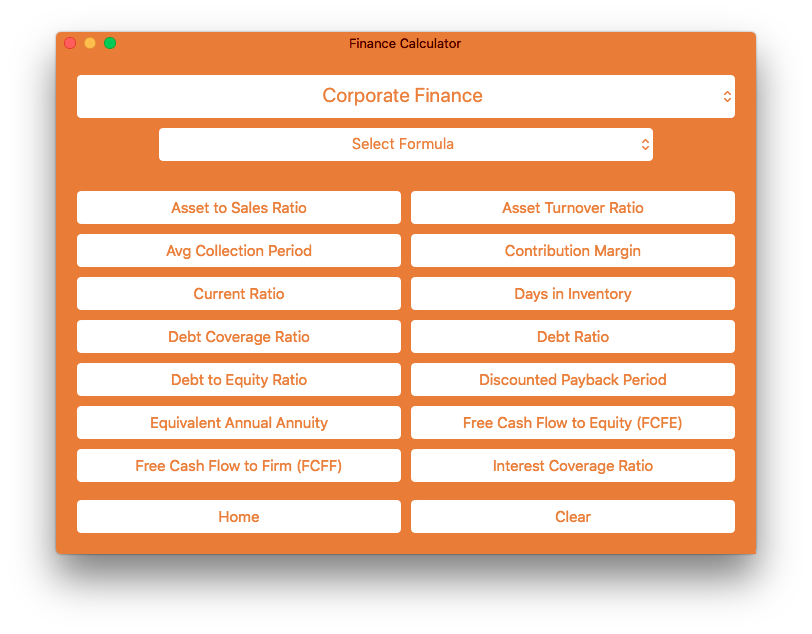 Finance Calculator
Corporate Finance
Select Formula
Asset to Sales Ratio
Asset Turnover Ratio
Avg Collection Period
Contribution Margin
Current Ratio
Days in Inventory
Debt Coverage Ratio
Debt Ratio
Debt to Equity Ratio
Discounted Payback Period
Equivalent Annual Annuity
Free Cash Flow to Equity (FCFE)
Free Cash Flow to Firm (FCFF)
Interest Coverage Ratio
Home
Clear